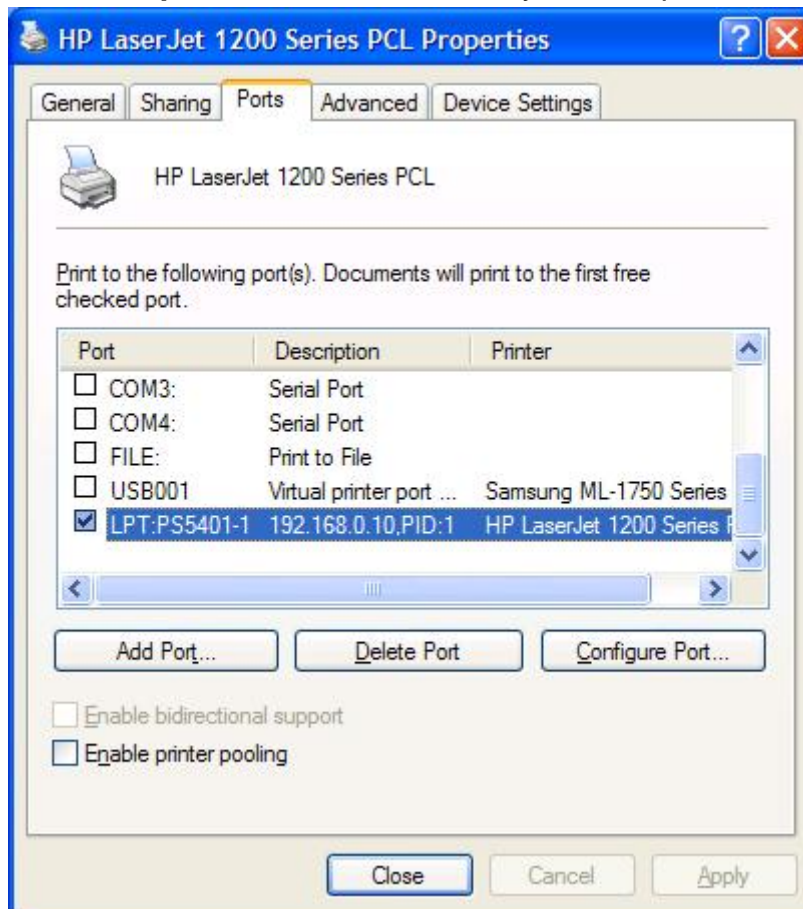 HP LaserJet 1200 Series PCL Properties
General Sharing Ports Advanced Device Settings
HP LaserJet 1200 Series PCL
Print to the following port(s). Documents will print to the first free
checked port.
Port Description Printer
COM3: Serial Port
COM4: Serial Port
FILE: Print to File
USB001 Virtual printer port ... Samsung ML-1750 Series
LPT:PS5401-1 192.168.0.10,PID:1 HP LaserJet 1200 Series
Add Port... Delete Port Configure Port...
Enable bidirectional support
Enable printer pooling
Close Cancel Apply